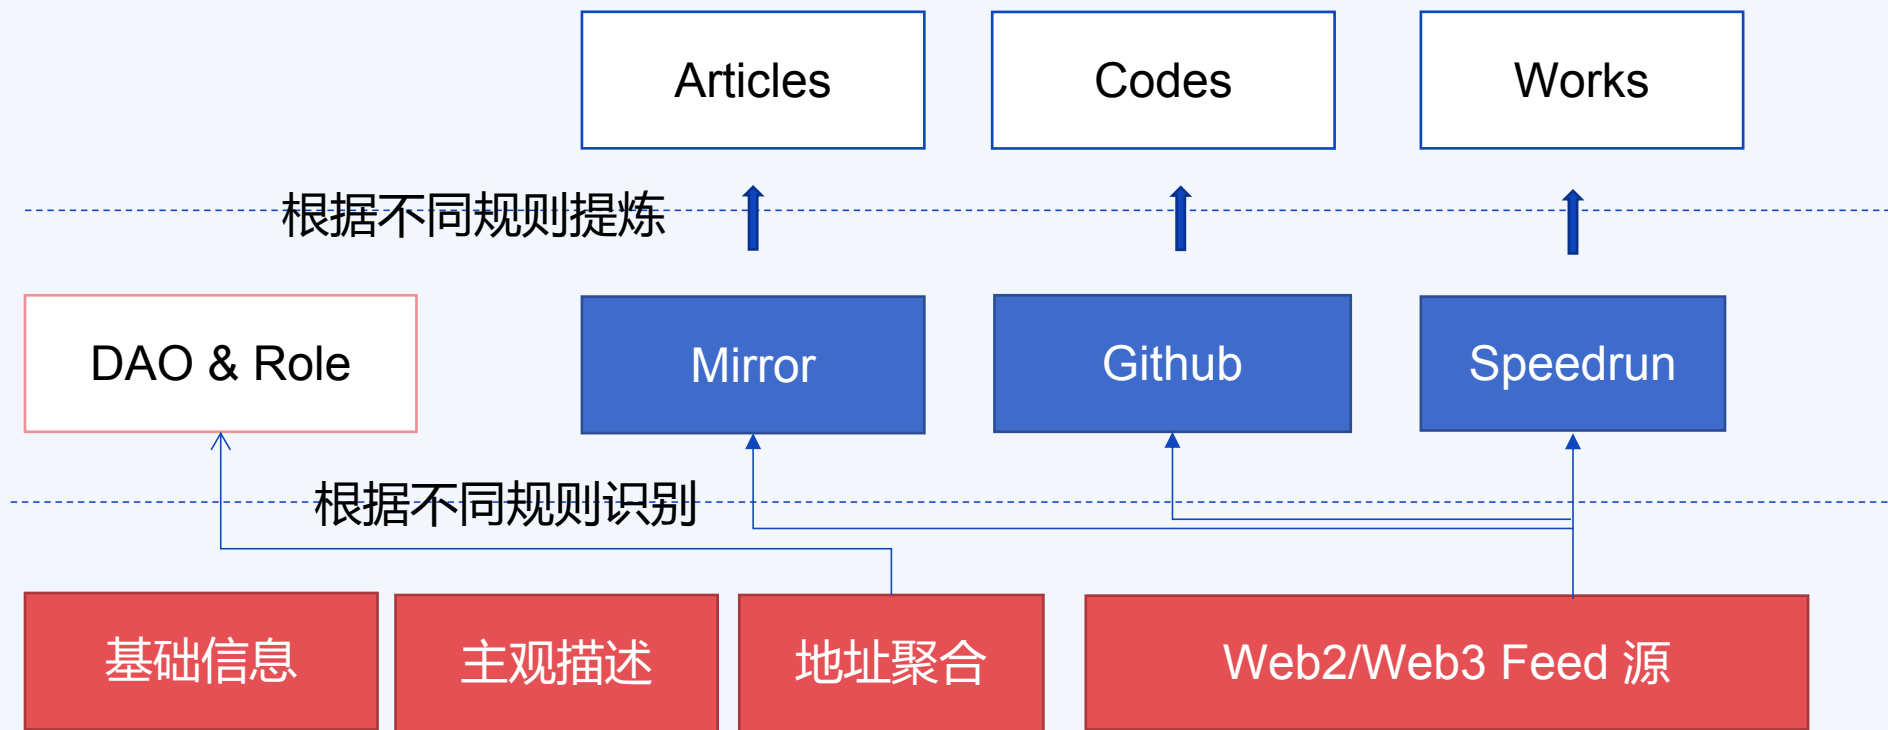 Articles
Codes
Works
根据不同规则提炼
DAO & Role
Mirror
Github
Speedrun
根据不同规则识别
基础信息
主观描述
地址聚合
Web2/Web3 Feed 源